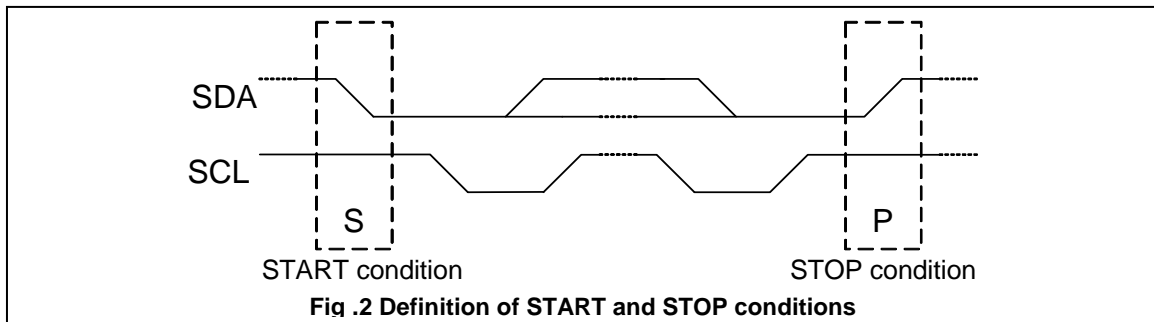 SDA
SCL
S
P
START condition
STOP condition
Fig .2 Definition of START and STOP conditions